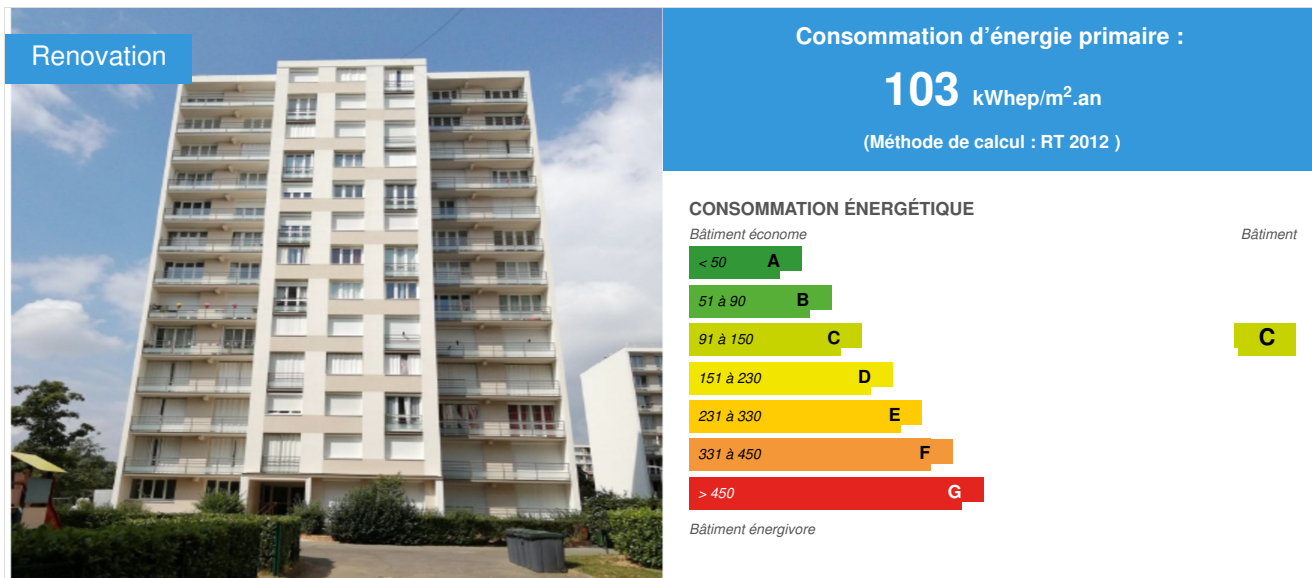 Renovation
Consommation d'énergie primaire :
103 kWhep/m².an
(Méthode de calcul : RT 2012 )
CONSOMMATION ÉNERGÉTIQUE
Bâtiment économe
Bâtiment
< 50 A
51 à 90 B
91 à 150 C
C
151 à 230 D
231 à 330 E
331 à 450 F
> 450 G
Bâtiment énergivore